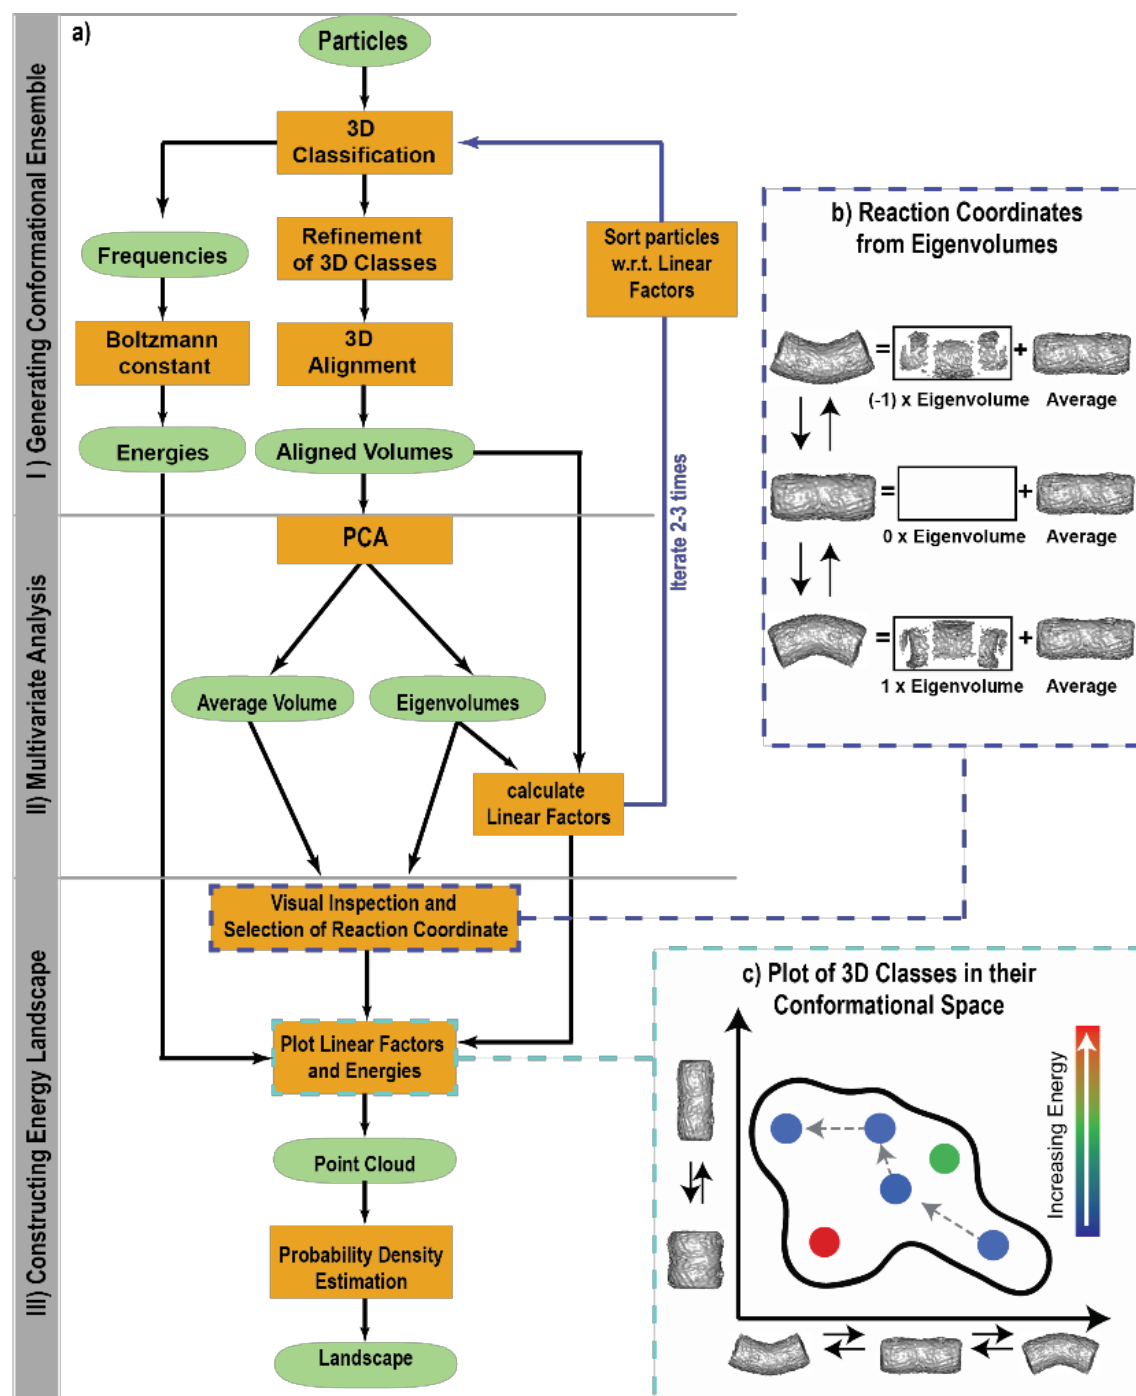 a)
I ) Generating Conformational Ensemble
Particles
3D
Classification
Frequencies
Refinement
of 3D Classes
Sort particles
w.r.t. Linear
Factors
Boltzmann
constant
3D
Alignment
Energies
Aligned Volumes
Iterate 2-3 times
II) Multivariate Analysis
PCA
Average Volume
Eigenvolumes
calculate
Linear Factors
III) Constructing Energy Landscape
Visual Inspection and
Selection of Reaction Coordinate
Plot Linear Factors
and Energies
Point Cloud
Probability Density
Estimation
Landscape
b) Reaction Coordinates
from Eigenvolumes
= +
(-1) x Eigenvolume Average
= +
0 x Eigenvolume Average
= +
1 x Eigenvolume Average
c) Plot of 3D Classes in their
Conformational Space
Increasing Energy